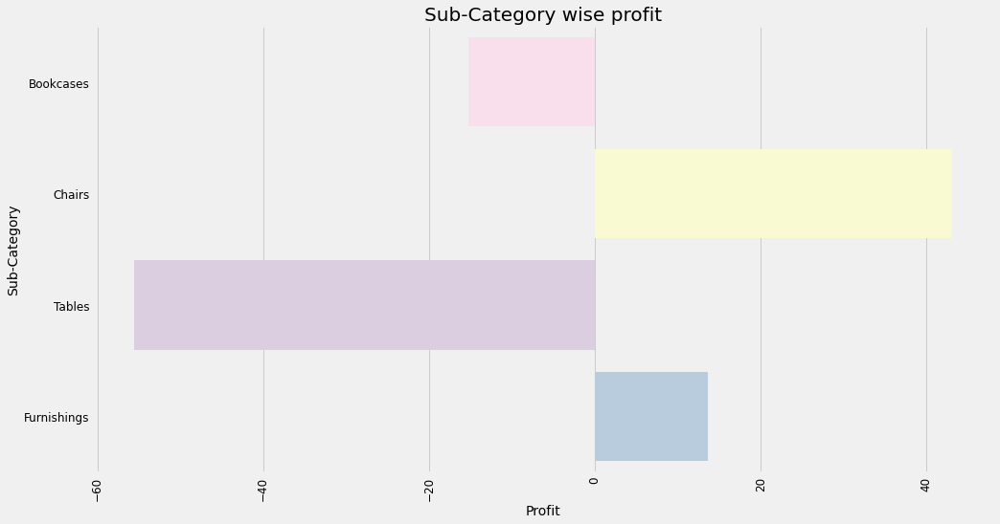 Sub-Category wise profit
Sub-Category
Bookcases
Chairs
Tables
Furnishings
−60
−40
−20
0
20
40
Profit